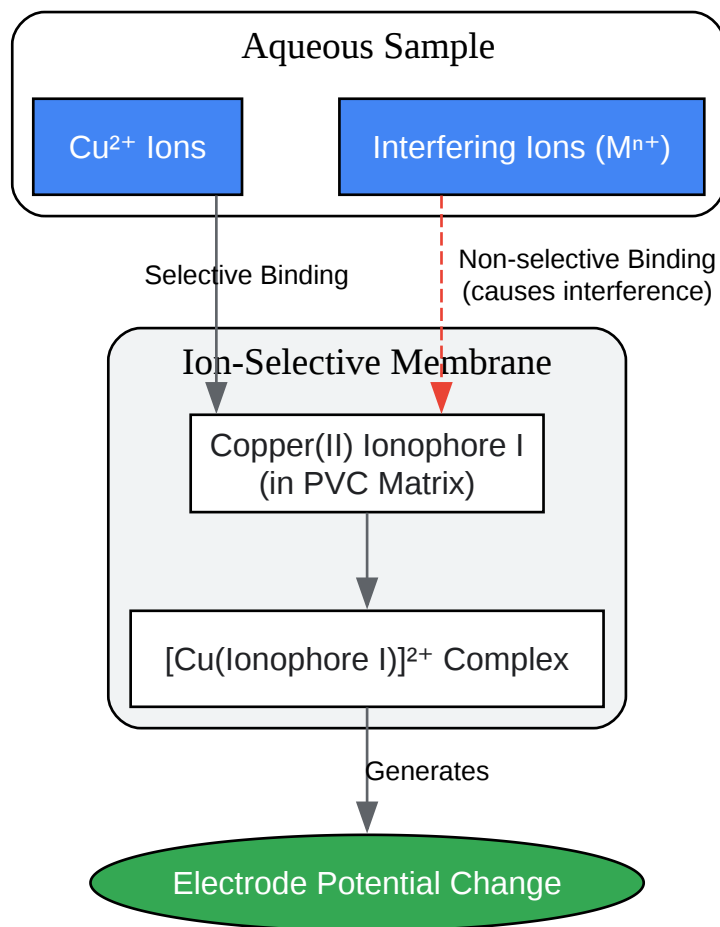 Aqueous Sample
Cu²⁺ Ions
Interfering Ions (Mⁿ⁺)
Selective Binding
Non-selective Binding
(causes interference)
Ion-Selective Membrane
Copper(II) Ionophore I
(in PVC Matrix)
[Cu(Ionophore I)]²⁺ Complex
Generates
Electrode Potential Change